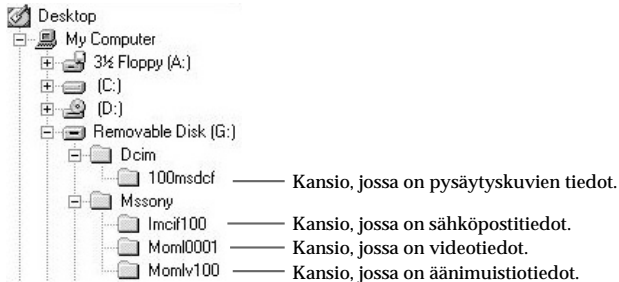 Desktop
My Computer
3½ Floppy (A:)
(C:)
(D:)
Removable Disk (G:)
Dcim
100msdcf Kansio, jossa on pysäytyskuvien tiedot.
Mssony
Imcif100 Kansio, jossa on sähköpostitiedot.
Moml0001 Kansio, jossa on videotiedot.
Momlv100 Kansio, jossa on äänimuistiotiedot.